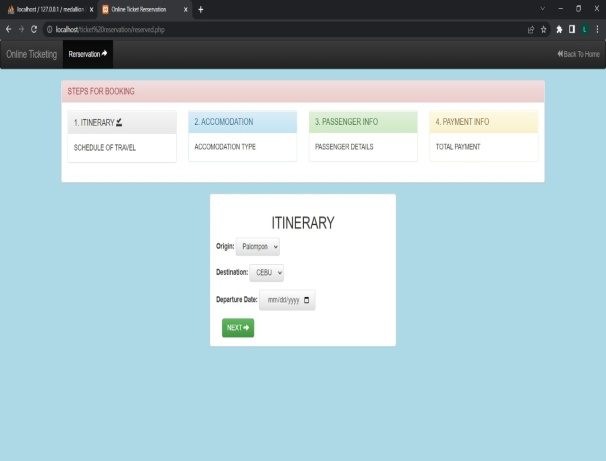 localhost / 127.0.0.1 / medallion
Online Ticket Rerservation
localhost/ticket%20reservation/reserved.php
Online Ticketing
Rerservation
Back To Home
STEPS FOR BOOKING
1. ITINERARY
2. ACCOMODATION
3. PASSENGER INFO
4. PAYMENT INFO
SCHEDULE OF TRAVEL
ACCOMODATION TYPE
PASSENGER DETAILS
TOTAL PAYMENT
ITINERARY
Origin: Palompon
Destination: CEBU
Departure Date: mm/dd/yyyy
NEXT